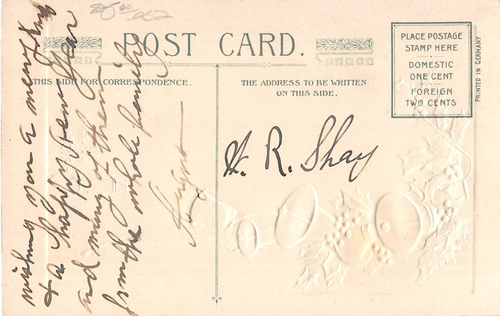 POST CARD.
THIS SIDE FOR CORRESPONDENCE.
THE ADDRESS TO BE WRITTEN
ON THIS SIDE.
PLACE POSTAGE
STAMP HERE
DOMESTIC
ONE CENT
FOREIGN
TWO CENTS
PRINTED IN GERMANY
wishing you a merry Xmas
& a happy New Year
and many of them
from the whole family
H. R. Shay